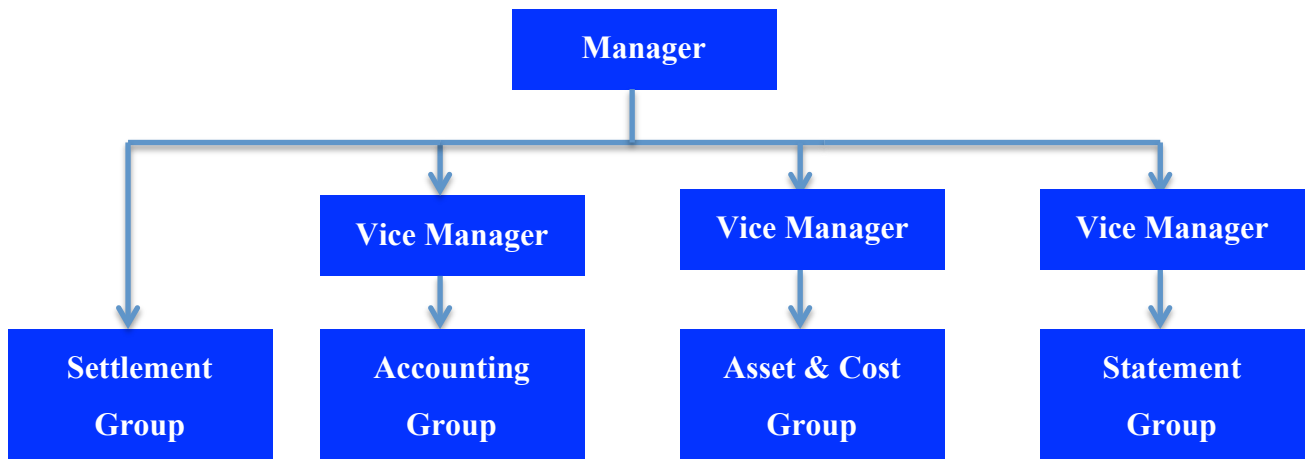 Manager
Vice Manager
Vice Manager
Vice Manager
Settlement
Group
Accounting
Group
Asset & Cost
Group
Statement
Group